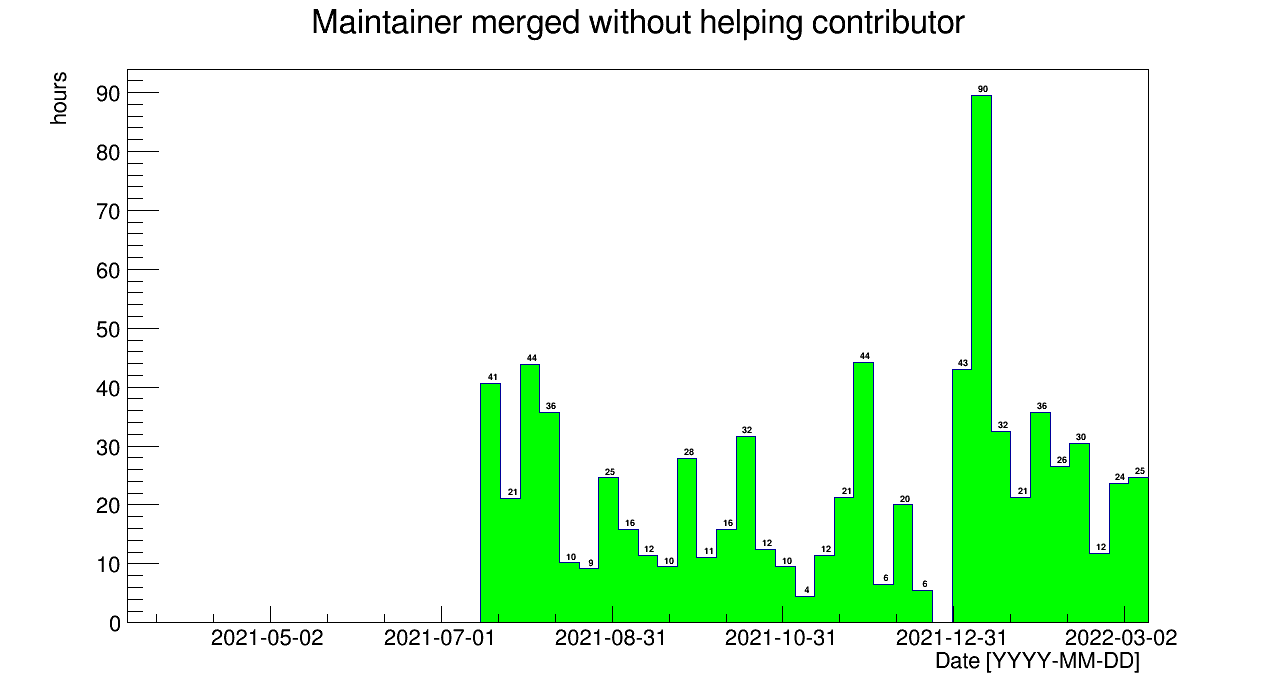 Maintainer merged without helping contributor
hours
90
80
70
60
50
40
30
20
10
0
41 21 44 36 10 9 25 16 12 10 28 11 16 32 12 10 4 12 21 44 6 20 6 43 90 32 21 36 26 30 12 24 25
2021-05-02 2021-07-01 2021-08-31 2021-10-31 2021-12-31 2022-03-02
Date [YYYY-MM-DD]